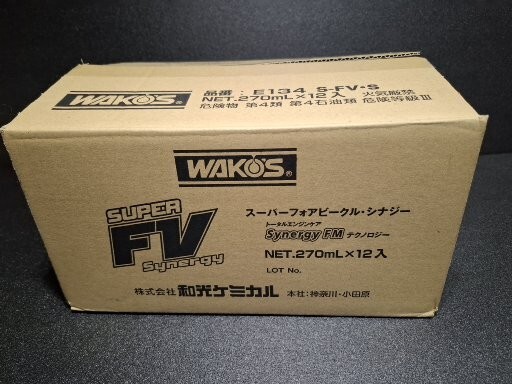 WAKO'S®
品番：E134 S-FV・S
NET.270mL×12入 火気厳禁
危険物 第4類 第4石油類 危険等級Ⅲ
WAKO'S®
SUPER
FV
Synergy
スーパーフォアビークル・シナジー
トータルエンジンケア
Synergy FM テクノロジー
NET.270mL×12入
LOT No.
株式会社 和光ケミカル 本社：神奈川・小田原